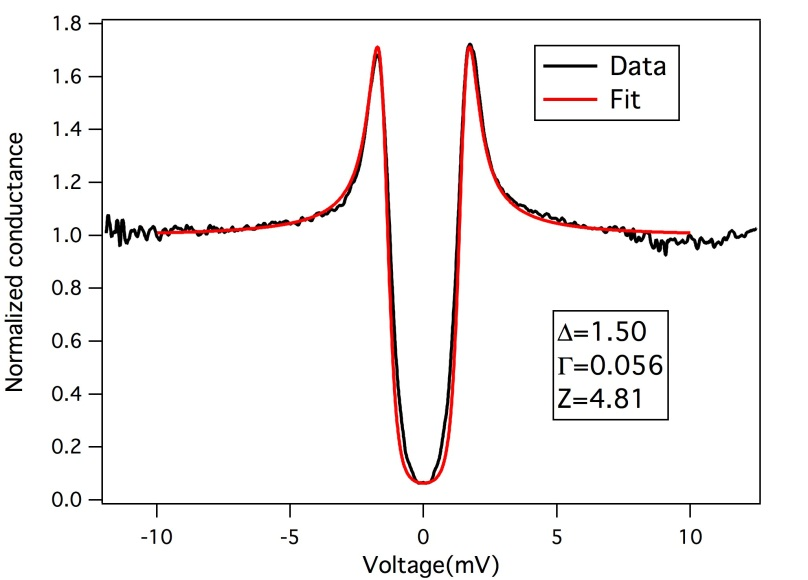 1.8
1.6
1.4
1.2
1.0
0.8
0.6
0.4
0.2
0.0
Normalized conductance
Data
Fit
Δ=1.50
Γ=0.056
Z=4.81
-10 -5 0 5 10
Voltage(mV)